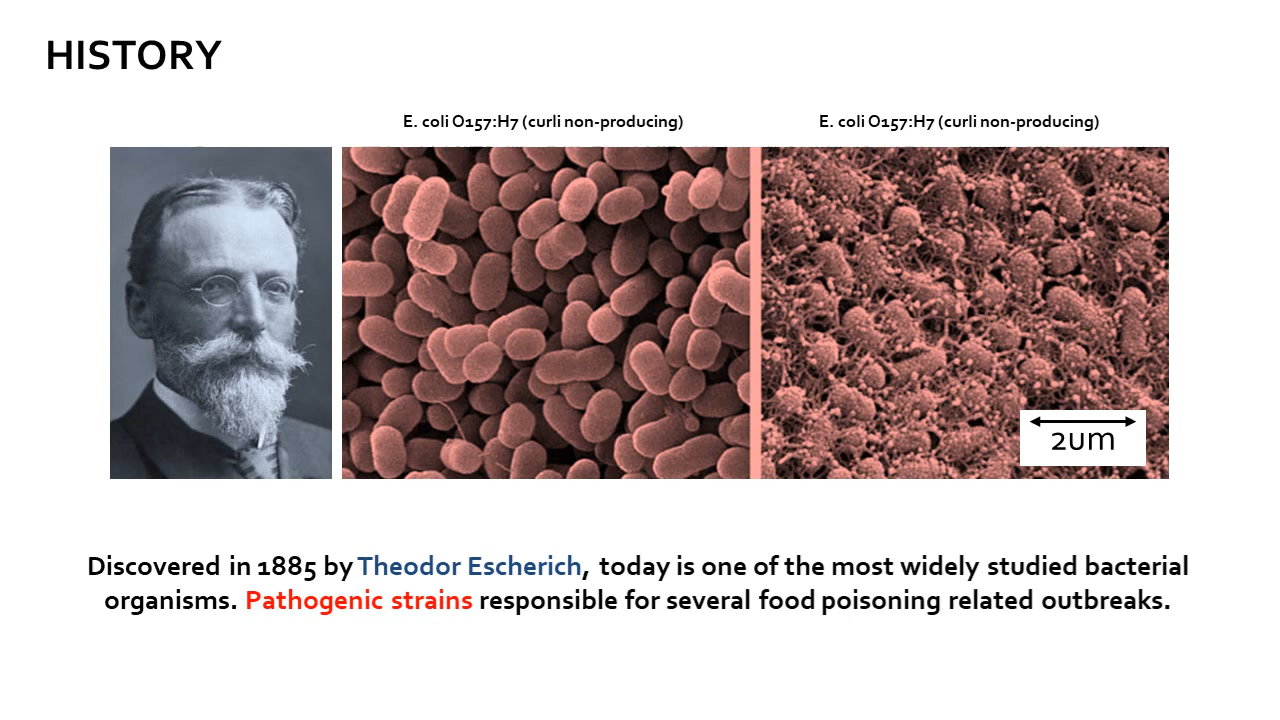 HISTORY
E. coli O157:H7 (curli non-producing)
E. coli O157:H7 (curli non-producing)
2um
Discovered in 1885 by Theodor Escherich, today is one of the most widely studied bacterial
organisms. Pathogenic strains responsible for several food poisoning related outbreaks.